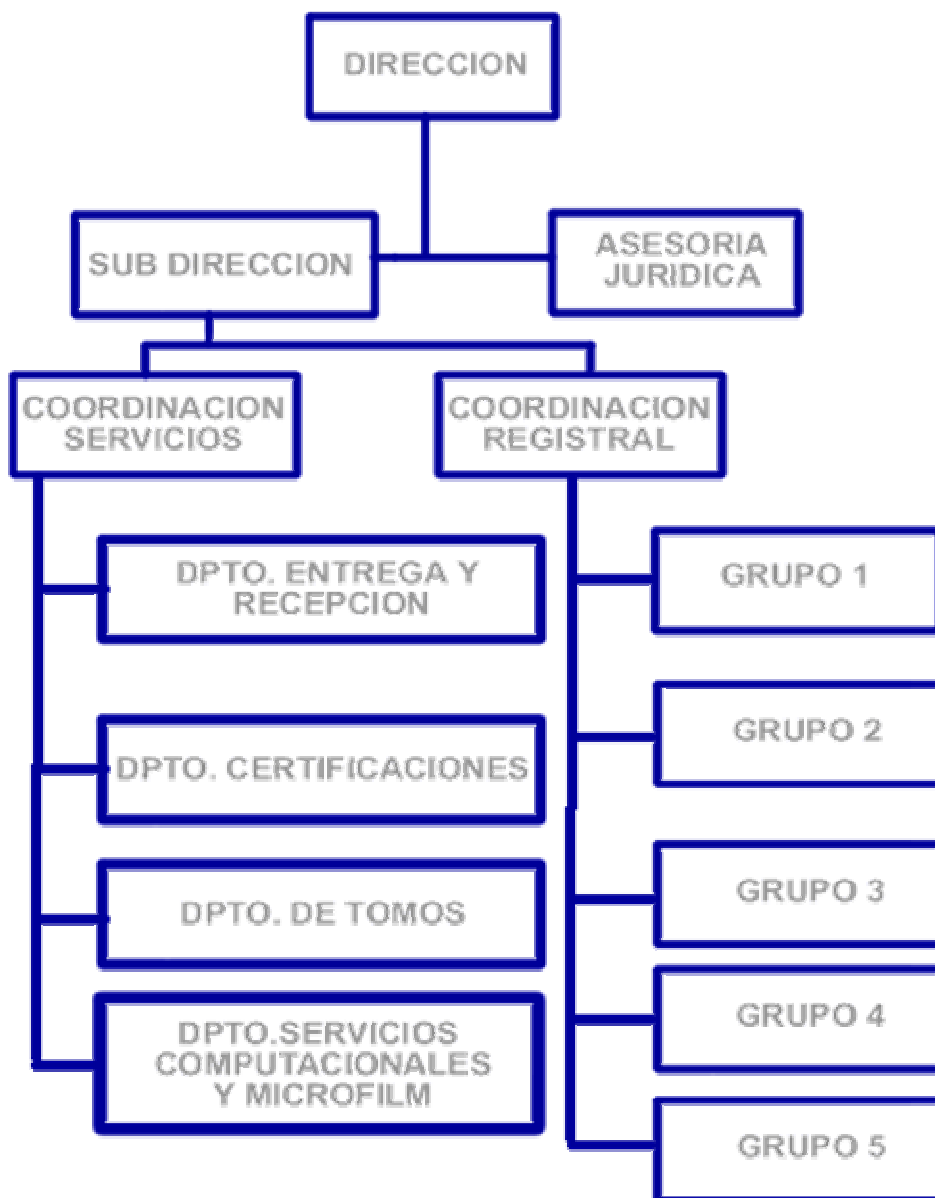 DIRECCION
SUB DIRECCION
ASESORIA
JURIDICA
COORDINACION
SERVICIOS
COORDINACION
REGISTRAL
DPTO. ENTREGA Y
RECEPCION
DPTO. CERTIFICACIONES
DPTO. DE TOMOS
DPTO.SERVICIOS
COMPUTACIONALES
Y MICROFILM
GRUPO 1
GRUPO 2
GRUPO 3
GRUPO 4
GRUPO 5